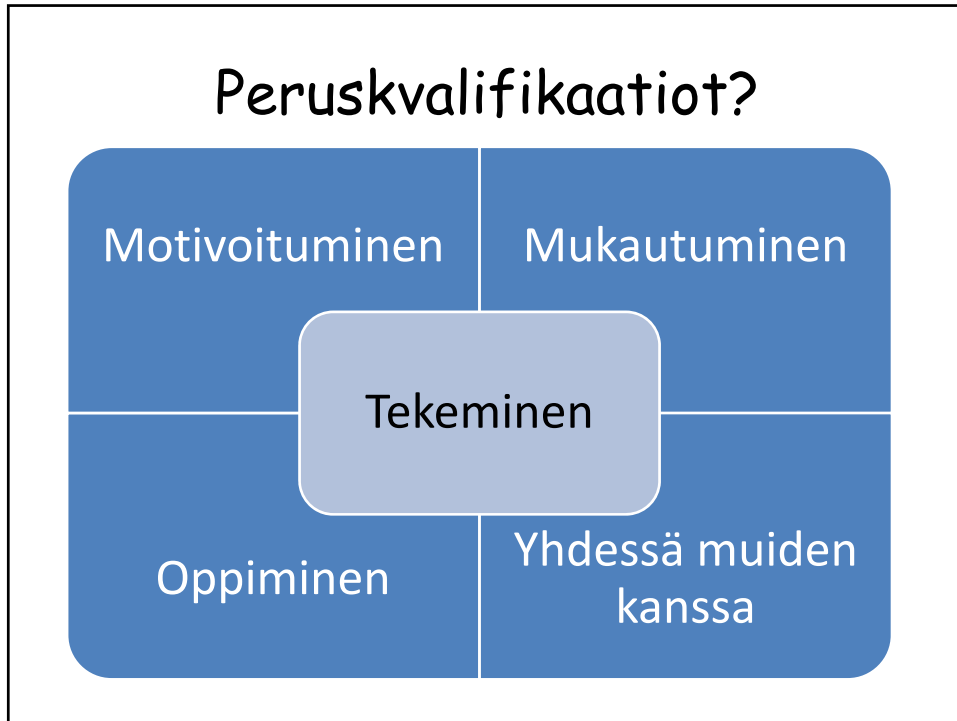 Peruskvalifikaatiot?
Motivoituminen
Mukautuminen
Tekeminen
Oppiminen
Yhdessä muiden
kanssa